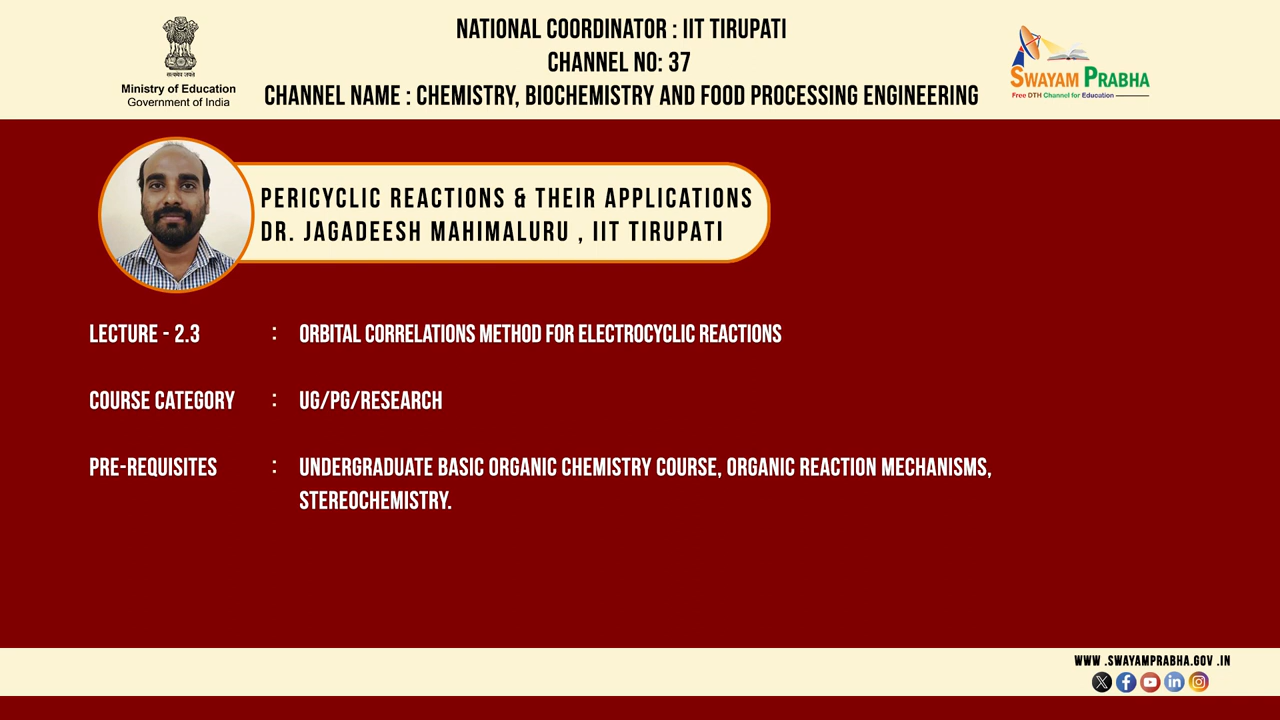 NATIONAL COORDINATOR : IIT TIRUPATI
CHANNEL NO: 37
CHANNEL NAME : CHEMISTRY, BIOCHEMISTRY AND FOOD PROCESSING ENGINEERING
सत्यमेव जयते
Ministry of Education
Government of India
SWAYAM PRABHA
Free DTH Channel for Education
PERICYCLIC REACTIONS & THEIR APPLICATIONS
DR. JAGADEESH MAHIMALURU , IIT TIRUPATI
LECTURE - 2.3 : ORBITAL CORRELATIONS METHOD FOR ELECTROCYCLIC REACTIONS
COURSE CATEGORY : UG/PG/RESEARCH
PRE-REQUISITES : UNDERGRADUATE BASIC ORGANIC CHEMISTRY COURSE, ORGANIC REACTION MECHANISMS,
STEREOCHEMISTRY.
WWW .SWAYAMPRABHA.GOV .IN